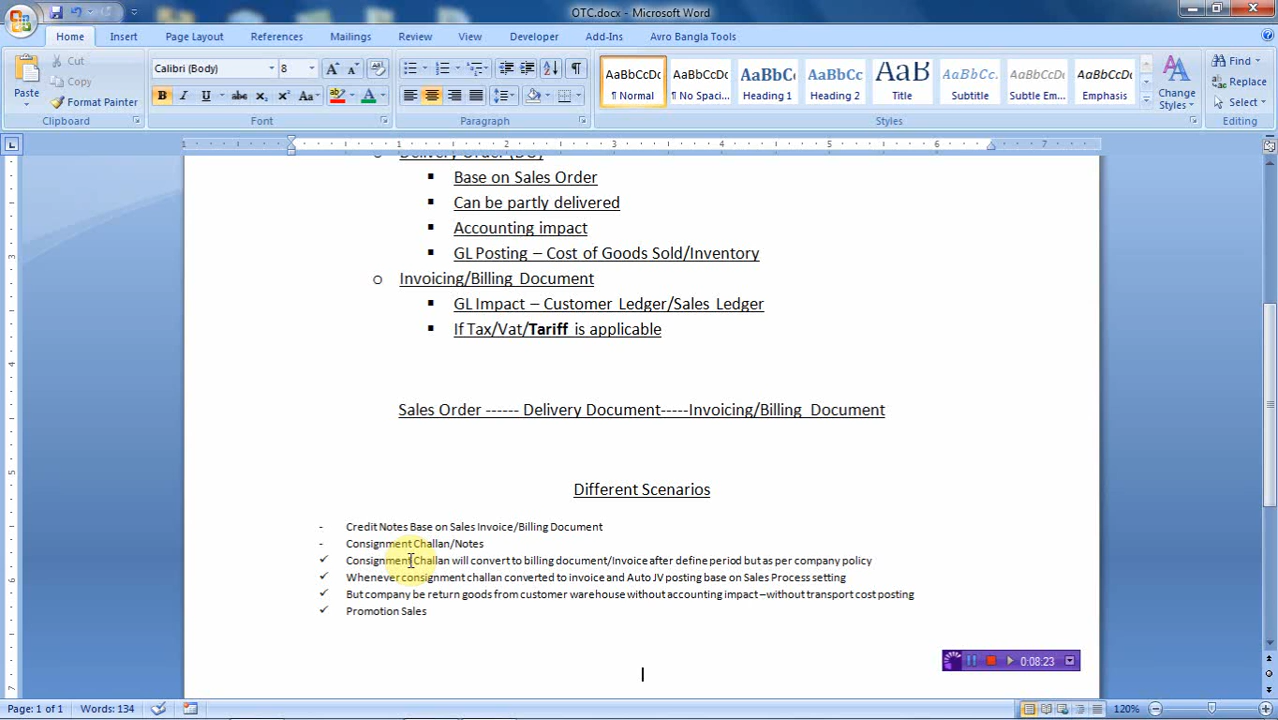 OTC.docx - Microsoft Word
Home Insert Page Layout References Mailings Review View Developer Add-Ins Avro Bangla Tools
Paste Cut Copy Format Painter
Calibri (Body) 8
AaBbCcDc AaBbCcDc AaBbCc AaBbCc AaB AaBbCc. AaBbCcDc AaBbCcDc
¶ Normal ¶ No Spaci... Heading 1 Heading 2 Title Subtitle Subtle Em... Emphasis
Change Styles
Find Replace Select
Clipboard Font Paragraph Styles Editing
Delivery Order (DO)
Base on Sales Order
Can be partly delivered
Accounting impact
GL Posting – Cost of Goods Sold/Inventory
Invoicing/Billing Document
GL Impact – Customer Ledger/Sales Ledger
If Tax/Vat/Tariff is applicable
Sales Order ------ Delivery Document-----Invoicing/Billing Document
Different Scenarios
- Credit Notes Base on Sales Invoice/Billing Document
- Consignment Challan/Notes
✓ Consignment Challan will convert to billing document/Invoice after define period but as per company policy
✓ Whenever consignment challan converted to invoice and Auto JV posting base on Sales Process setting
✓ But company be return goods from customer warehouse without accounting impact –without transport cost posting
✓ Promotion Sales
0:08:23
Page: 1 of 1 Words: 134 120%